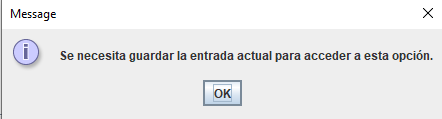 Message
Se necesita guardar la entrada actual para acceder a esta opción.
OK